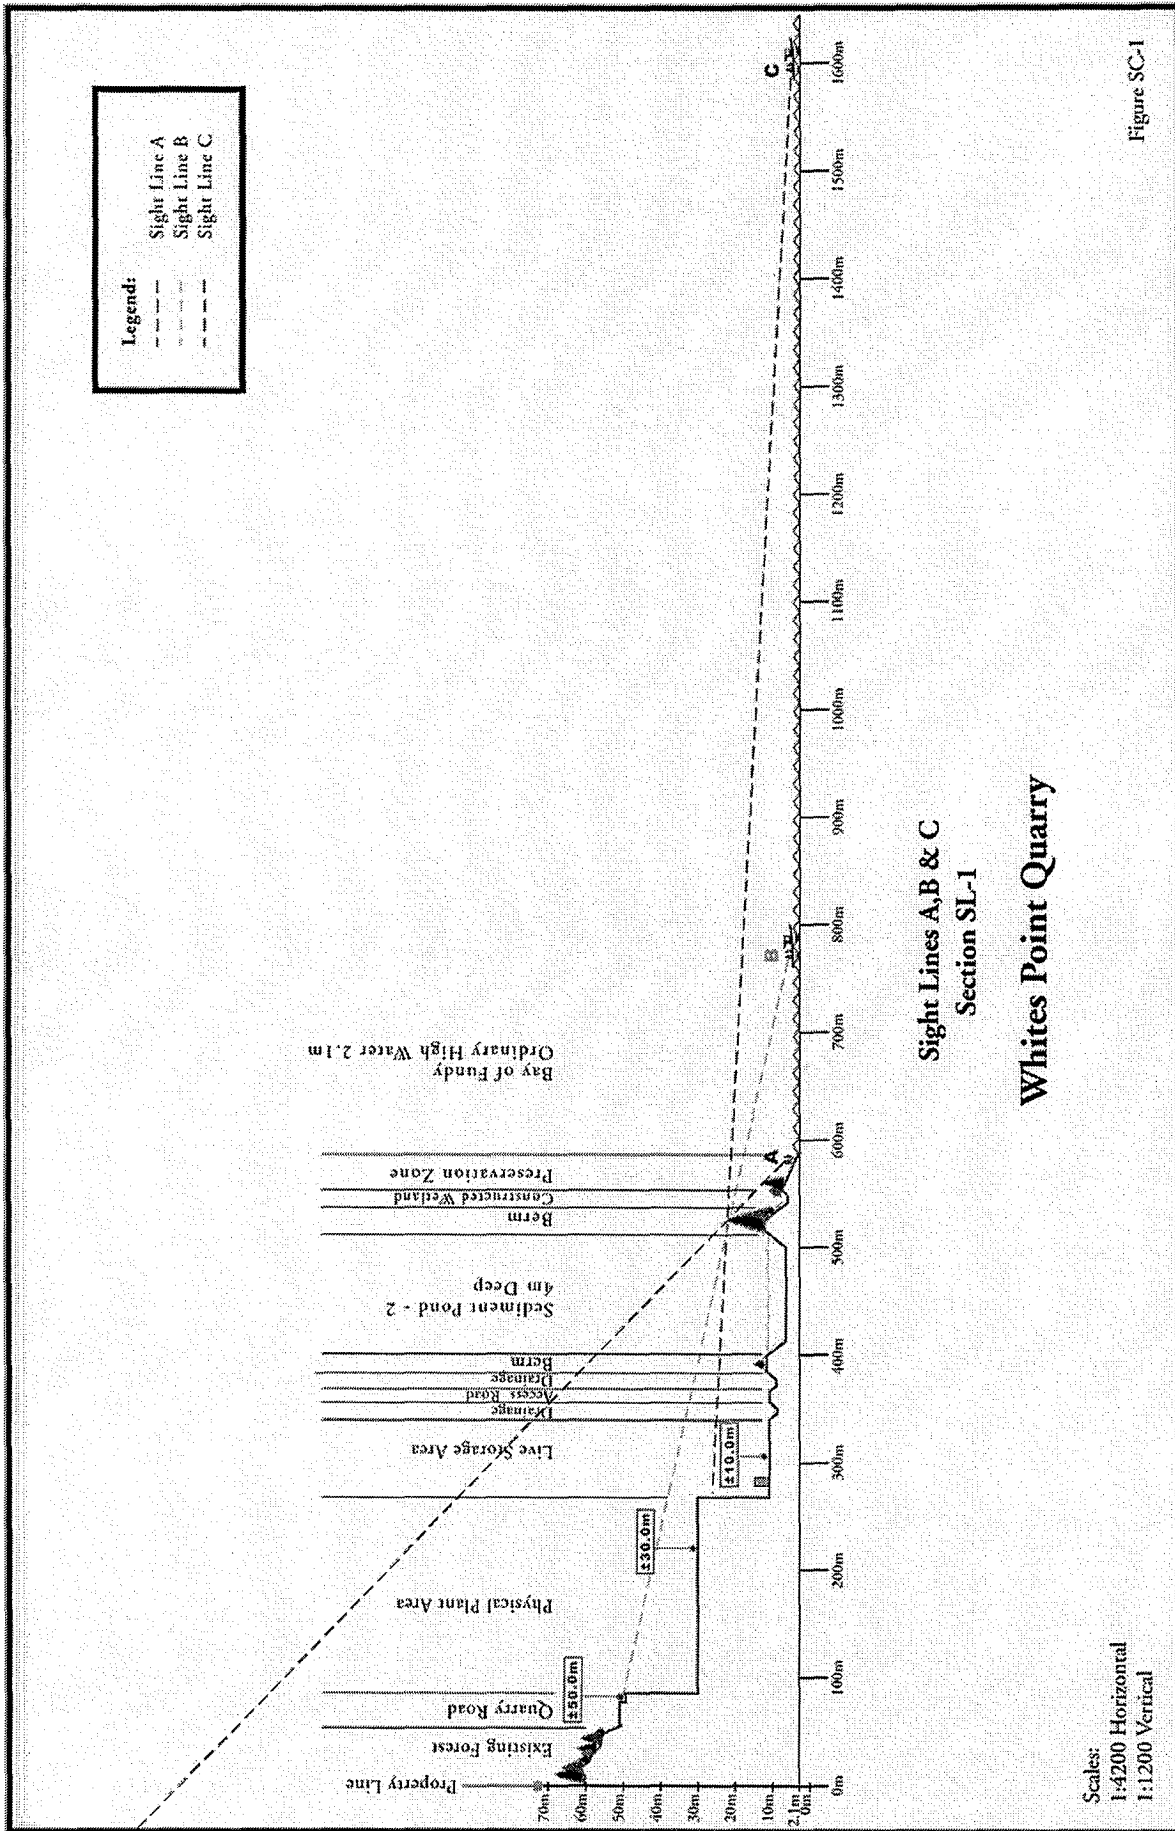 Legend:
Sight Line A
Sight Line B
Sight Line C
Property Line
Existing Forest
Quarry Road
Physical Plant Area
Live Storage Area
Drainage
Access Road
Drainage
Berm
Sediment Pond - 2
4m Deep
Berm
Constructed Wetland
Preservation Zone
Bay of Fundy
Ordinary High Water 2.1m
±50.0m
±30.0m
±10.0m
A
B
C
70m
60m
50m
40m
30m
20m
10m
2.1m
0m
0m
100m
200m
300m
400m
500m
600m
700m
800m
900m
1000m
1100m
1200m
1300m
1400m
1500m
1600m
Sight Lines A,B & C
Section SL-1
Whites Point Quarry
Scales:
1:4200 Horizontal
1:1200 Vertical
Figure SC-1